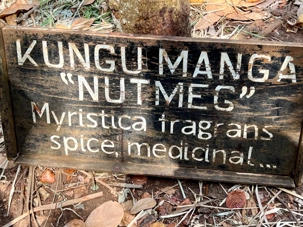 KUNGU MANGA
“NUTMEG”
Myristica fragrans
spice, medicinal...